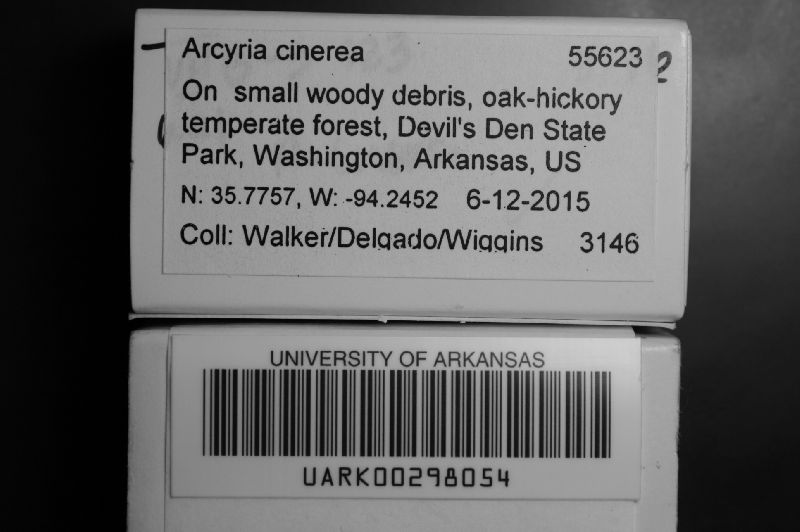 Arcyria cinerea 55623
On small woody debris, oak-hickory
temperate forest, Devil's Den State
Park, Washington, Arkansas, US
N: 35.7757, W: -94.2452 6-12-2015
Coll: Walker/Delgado/Wiggins 3146
UNIVERSITY OF ARKANSAS
UARK00298054